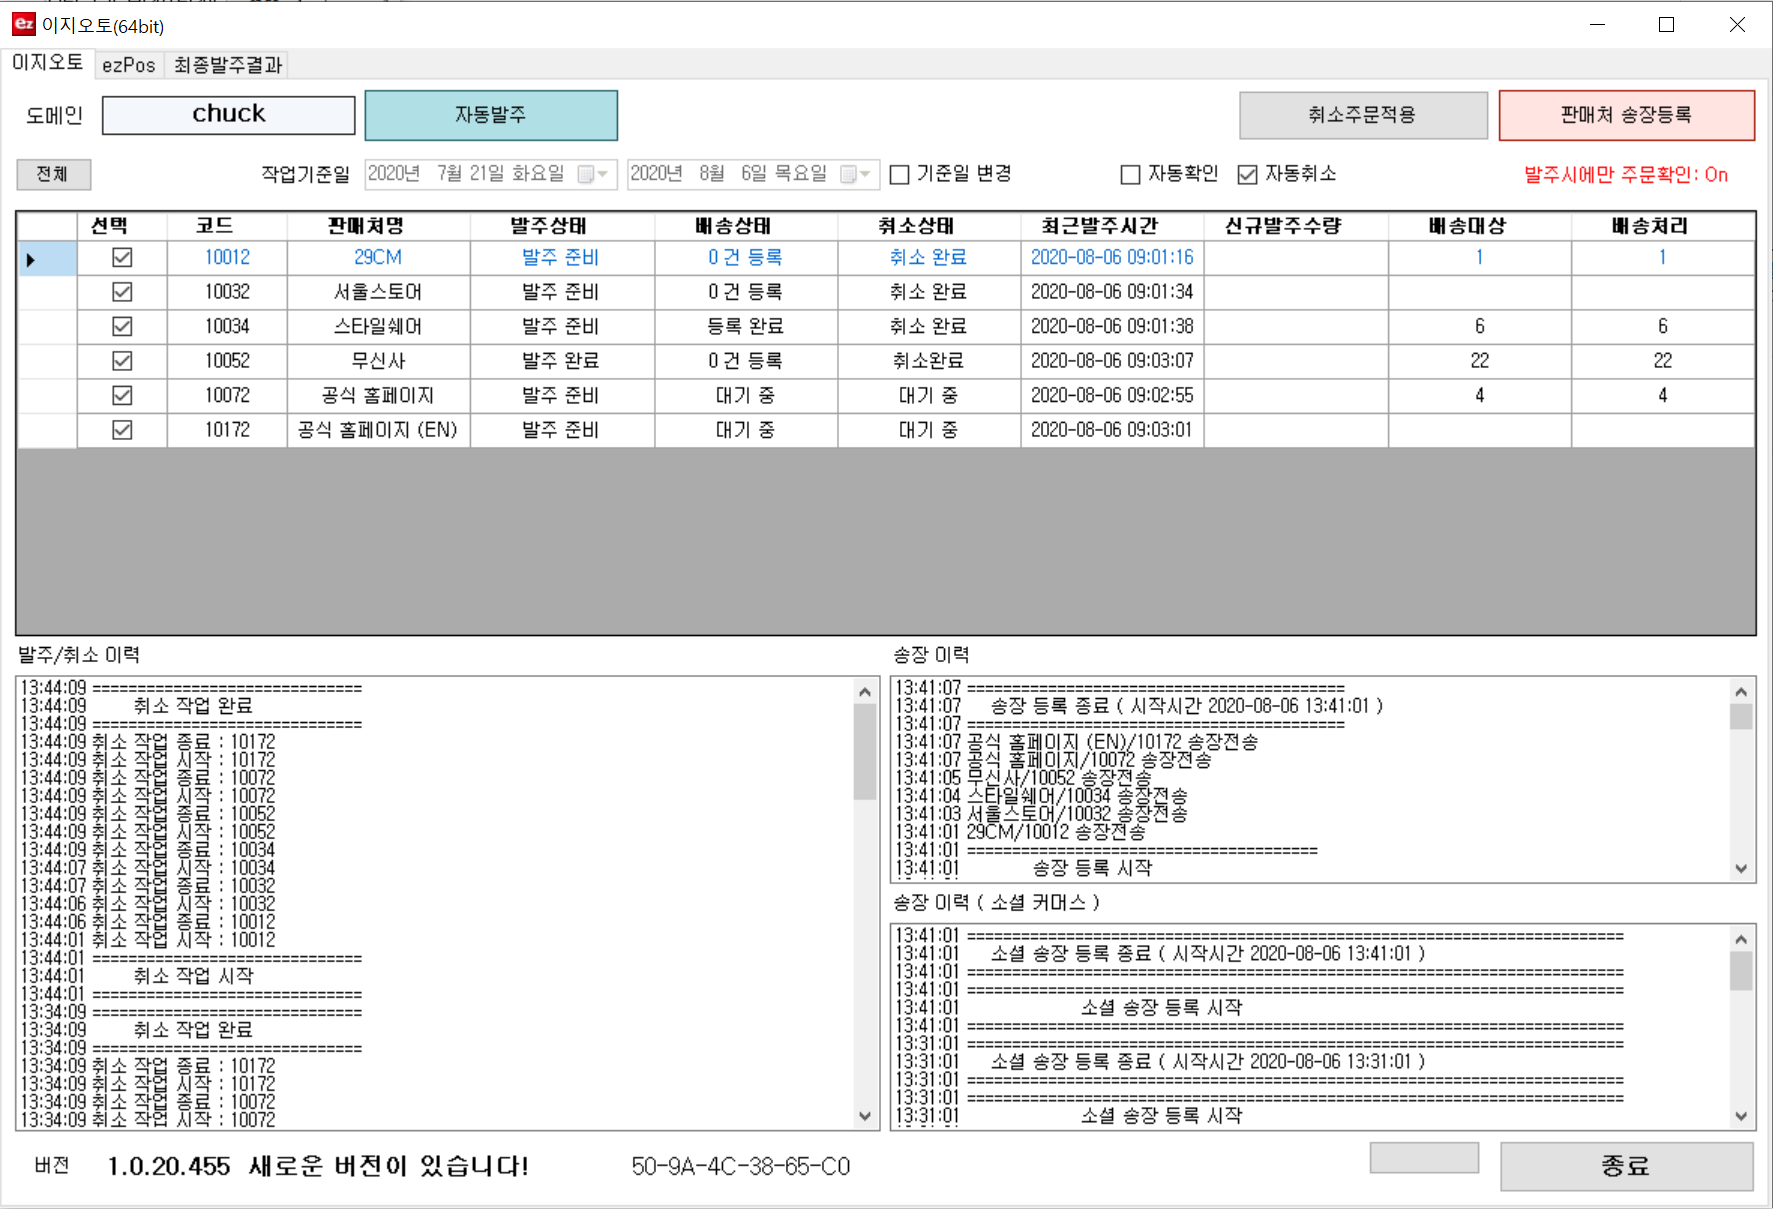 ez 이지오토(64bit)
이지오토 ezPos 최종발주결과
도메인 chuck 자동발주 취소주문적용 판매처 송장등록
전체 작업기준일 2020년 7월 21일 화요일 2020년 8월 6일 목요일 기준일 변경 자동확인 자동취소 발주시에만 주문확인: On
선택 코드 판매처명 발주상태 배송상태 취소상태 최근발주시간 신규발주수량 배송대상 배송처리
10012 29CM 발주 준비 0 건 등록 취소 완료 2020-08-06 09:01:16 1 1
10032 서울스토어 발주 준비 0 건 등록 취소 완료 2020-08-06 09:01:34
10034 스타일쉐어 발주 준비 등록 완료 취소 완료 2020-08-06 09:01:38 6 6
10052 무신사 발주 완료 0 건 등록 취소완료 2020-08-06 09:03:07 22 22
10072 공식 홈페이지 발주 준비 대기 중 대기 중 2020-08-06 09:02:55 4 4
10172 공식 홈페이지 (EN) 발주 준비 대기 중 대기 중 2020-08-06 09:03:01
발주/취소 이력
13:44:09 ==============================
13:44:09 취소 작업 완료
13:44:09 ==============================
13:44:09 취소 작업 종료 : 10172
13:44:09 취소 작업 시작 : 10172
13:44:09 취소 작업 종료 : 10072
13:44:09 취소 작업 시작 : 10072
13:44:09 취소 작업 종료 : 10052
13:44:09 취소 작업 시작 : 10052
13:44:09 취소 작업 종료 : 10034
13:44:07 취소 작업 시작 : 10034
13:44:07 취소 작업 종료 : 10032
13:44:06 취소 작업 시작 : 10032
13:44:06 취소 작업 종료 : 10012
13:44:01 취소 작업 시작 : 10012
13:44:01 ==============================
13:44:01 취소 작업 시작
13:44:01 ==============================
13:34:09 ==============================
13:34:09 취소 작업 완료
13:34:09 ==============================
13:34:09 취소 작업 종료 : 10172
13:34:09 취소 작업 시작 : 10172
13:34:09 취소 작업 종료 : 10072
13:34:09 취소 작업 시작 : 10072
송장 이력
13:41:07 ==========================================
13:41:07 송장 등록 종료 ( 시작시간 2020-08-06 13:41:01 )
13:41:07 ==========================================
13:41:07 공식 홈페이지 (EN)/10172 송장전송
13:41:07 공식 홈페이지/10072 송장전송
13:41:05 무신사/10052 송장전송
13:41:04 스타일쉐어/10034 송장전송
13:41:03 서울스토어/10032 송장전송
13:41:01 29CM/10012 송장전송
13:41:01 =======================================
13:41:01 송장 등록 시작
송장 이력 ( 소셜 커머스 )
13:41:01 =========================================================================
13:41:01 소셜 송장 등록 종료 ( 시작시간 2020-08-06 13:41:01 )
13:41:01 =========================================================================
13:41:01 =========================================================================
13:41:01 소셜 송장 등록 시작
13:41:01 =========================================================================
13:31:01 =========================================================================
13:31:01 소셜 송장 등록 종료 ( 시작시간 2020-08-06 13:31:01 )
13:31:01 =========================================================================
13:31:01 =========================================================================
13:31:01 소셜 송장 등록 시작
버전 1.0.20.455 새로운 버전이 있습니다! 50-9A-4C-38-65-C0 종료